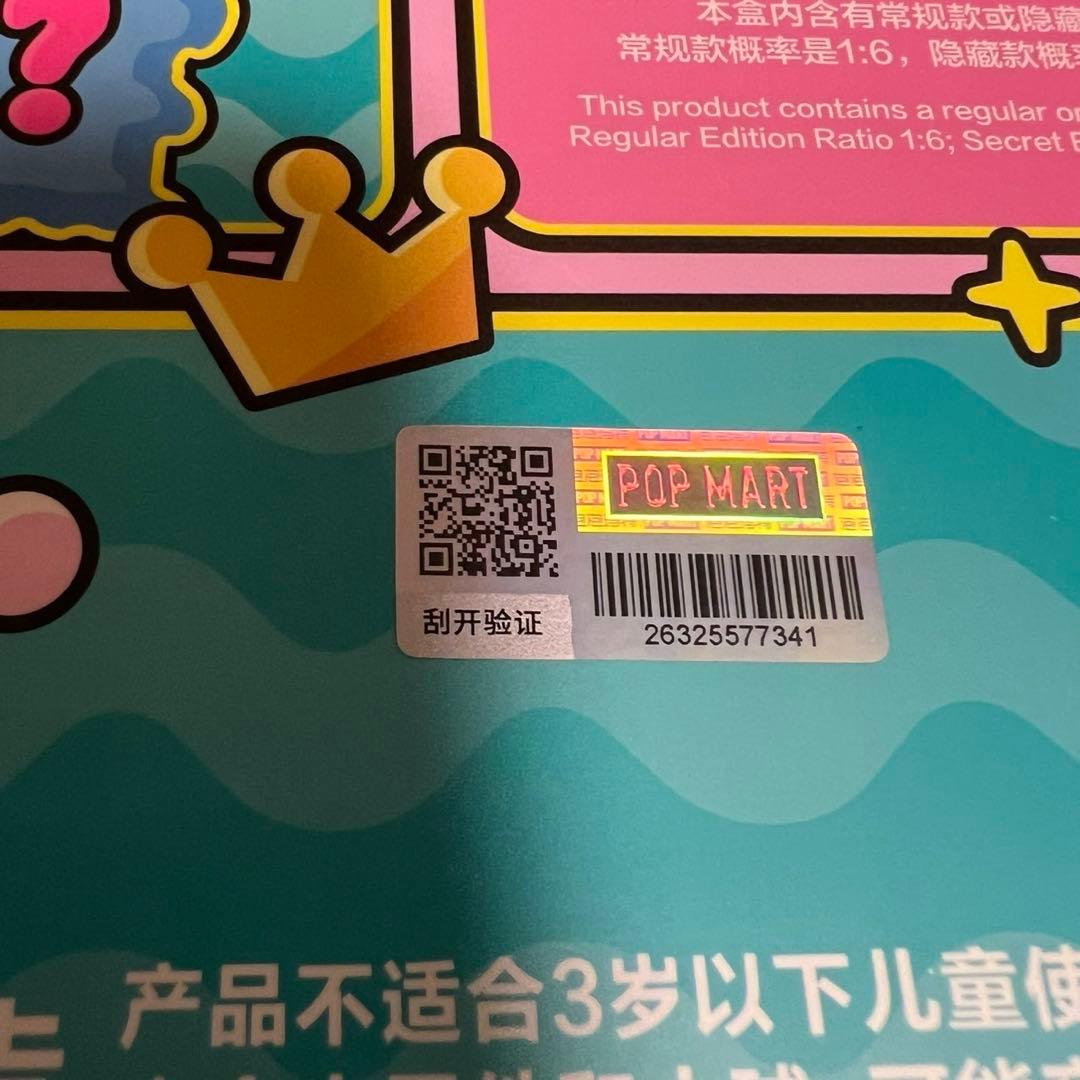 ?
本盒内含有常规款或隐藏
常规款概率是1:6，隐藏款概率
This product contains a regular or
Regular Edition Ratio 1:6; Secret
POP MART
刮开验证
26325577341
产品不适合3岁以下儿童使